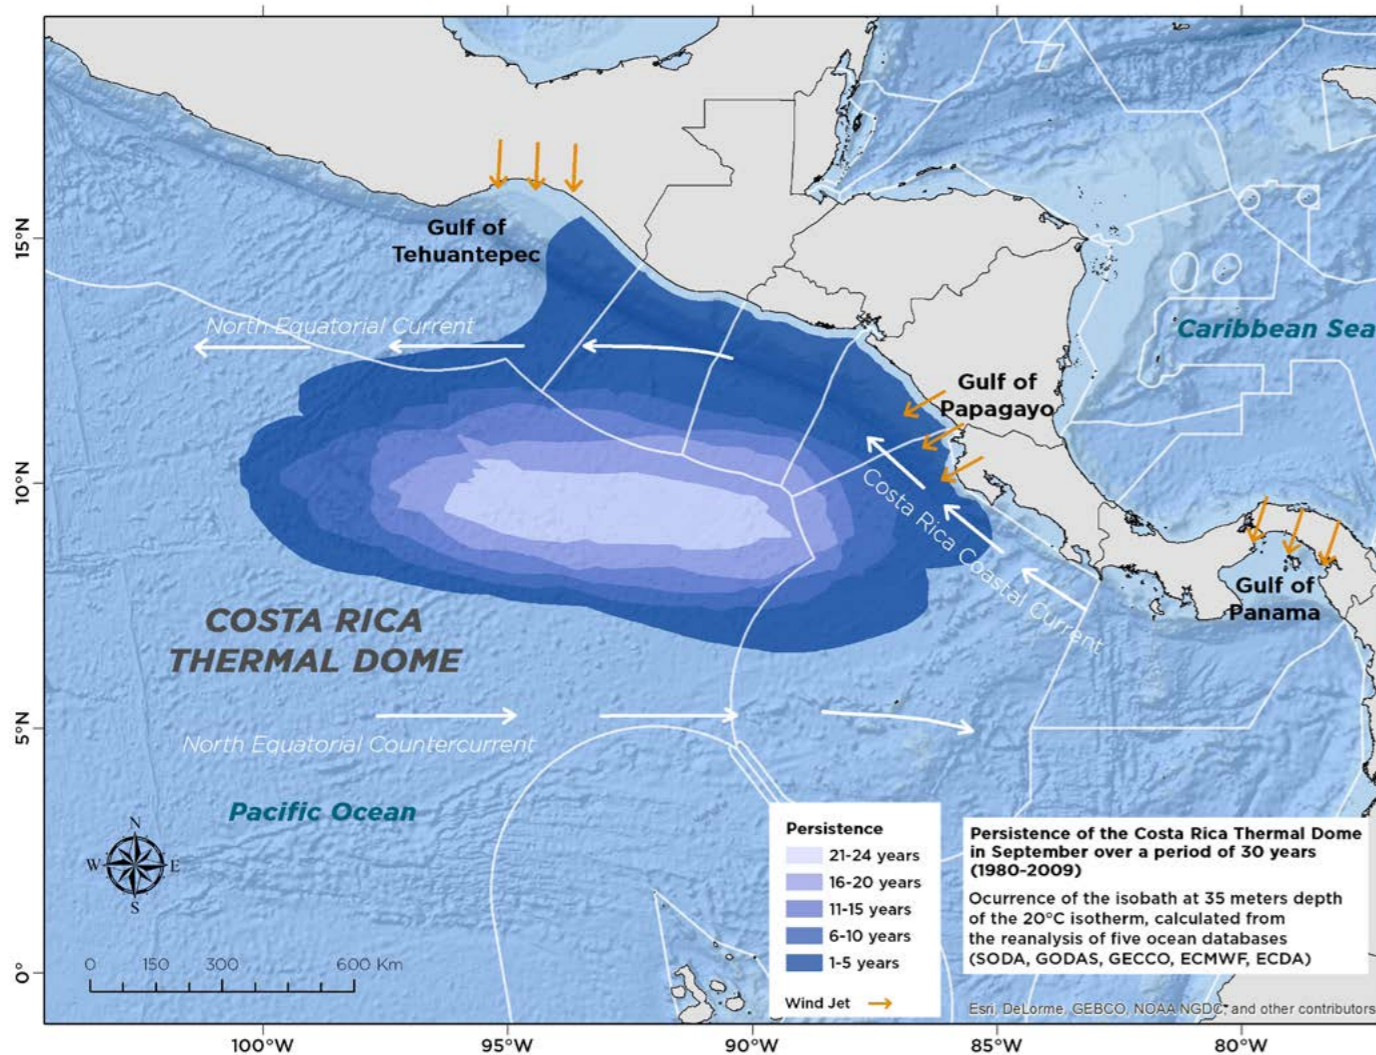 Gulf of
Tehuantepec
North Equatorial Current
Caribbean Sea
Gulf of
Papagayo
Costa Rica Coastal Current
Gulf of
Panama
COSTA RICA
THERMAL DOME
North Equatorial Countercurrent
Pacific Ocean
N
W E
S
0 150 300 600 Km
Persistence
21-24 years
16-20 years
11-15 years
6-10 years
1-5 years
Wind Jet
Persistence of the Costa Rica Thermal Dome
in September over a period of 30 years
(1980-2009)
Ocurrence of the isobath at 35 meters depth
of the 20°C isotherm, calculated from
the reanalysis of five ocean databases
(SODA, GODAS, GECCO, ECMWF, ECDA)
Esri, DeLorme, GEBCO, NOAA NGDC, and other contributors
15°N
10°N
5°N
0°
100°W 95°W 90°W 85°W 80°W